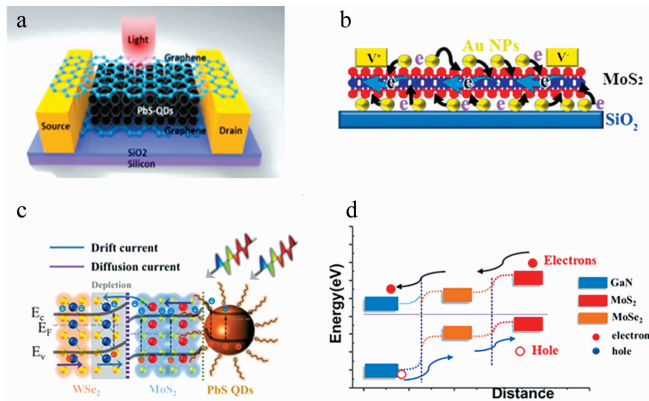 a
Light
Graphene
PbS-QDs
Source
Graphene
Drain
SiO2
Silicon
b
V+
Au NPs
V-
e
e
e
e
e
e
e
MoS2
SiO2
c
Drift current
Diffusion current
Depletion
Ec
EF
Ev
WSe2
MoS2
PbS QDs
d
Energy(eV)
Electrons
Hole
Distance
GaN
MoS2
MoSe2
electron
hole